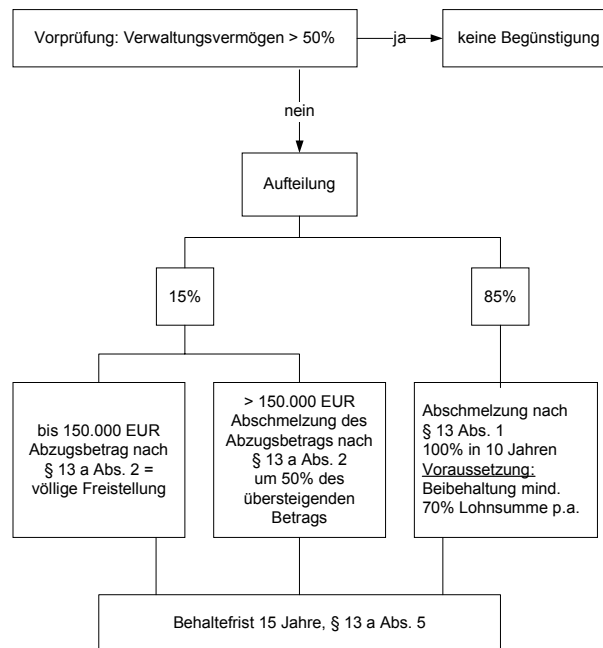 Vorprüfung: Verwaltungsvermögen > 50%
ja
keine Begünstigung
nein
Aufteilung
15%
85%
bis 150.000 EUR
Abzugsbetrag nach
§ 13 a Abs. 2 =
völlige Freistellung
> 150.000 EUR
Abschmelzung des
Abzugsbetrags nach
§ 13 a Abs. 2
um 50% des
übersteigenden
Betrags
Abschmelzung nach
§ 13 Abs. 1
100% in 10 Jahren
Voraussetzung:
Beibehaltung mind.
70% Lohnsumme p.a.
Behaltefrist 15 Jahre, § 13 a Abs. 5